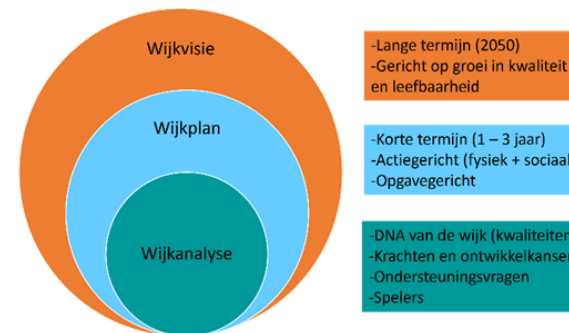 Wijkvisie
Wijkplan
Wijkanalyse
-Lange termijn (2050)
-Gericht op groei in kwaliteit
en leefbaarheid
-Korte termijn (1 – 3 jaar)
-Actiegericht (fysiek + sociaal
-Opgavegericht
-DNA van de wijk (kwaliteiten
-Krachten en ontwikkelkansen
-Ondersteuningsvragen
-Spelers